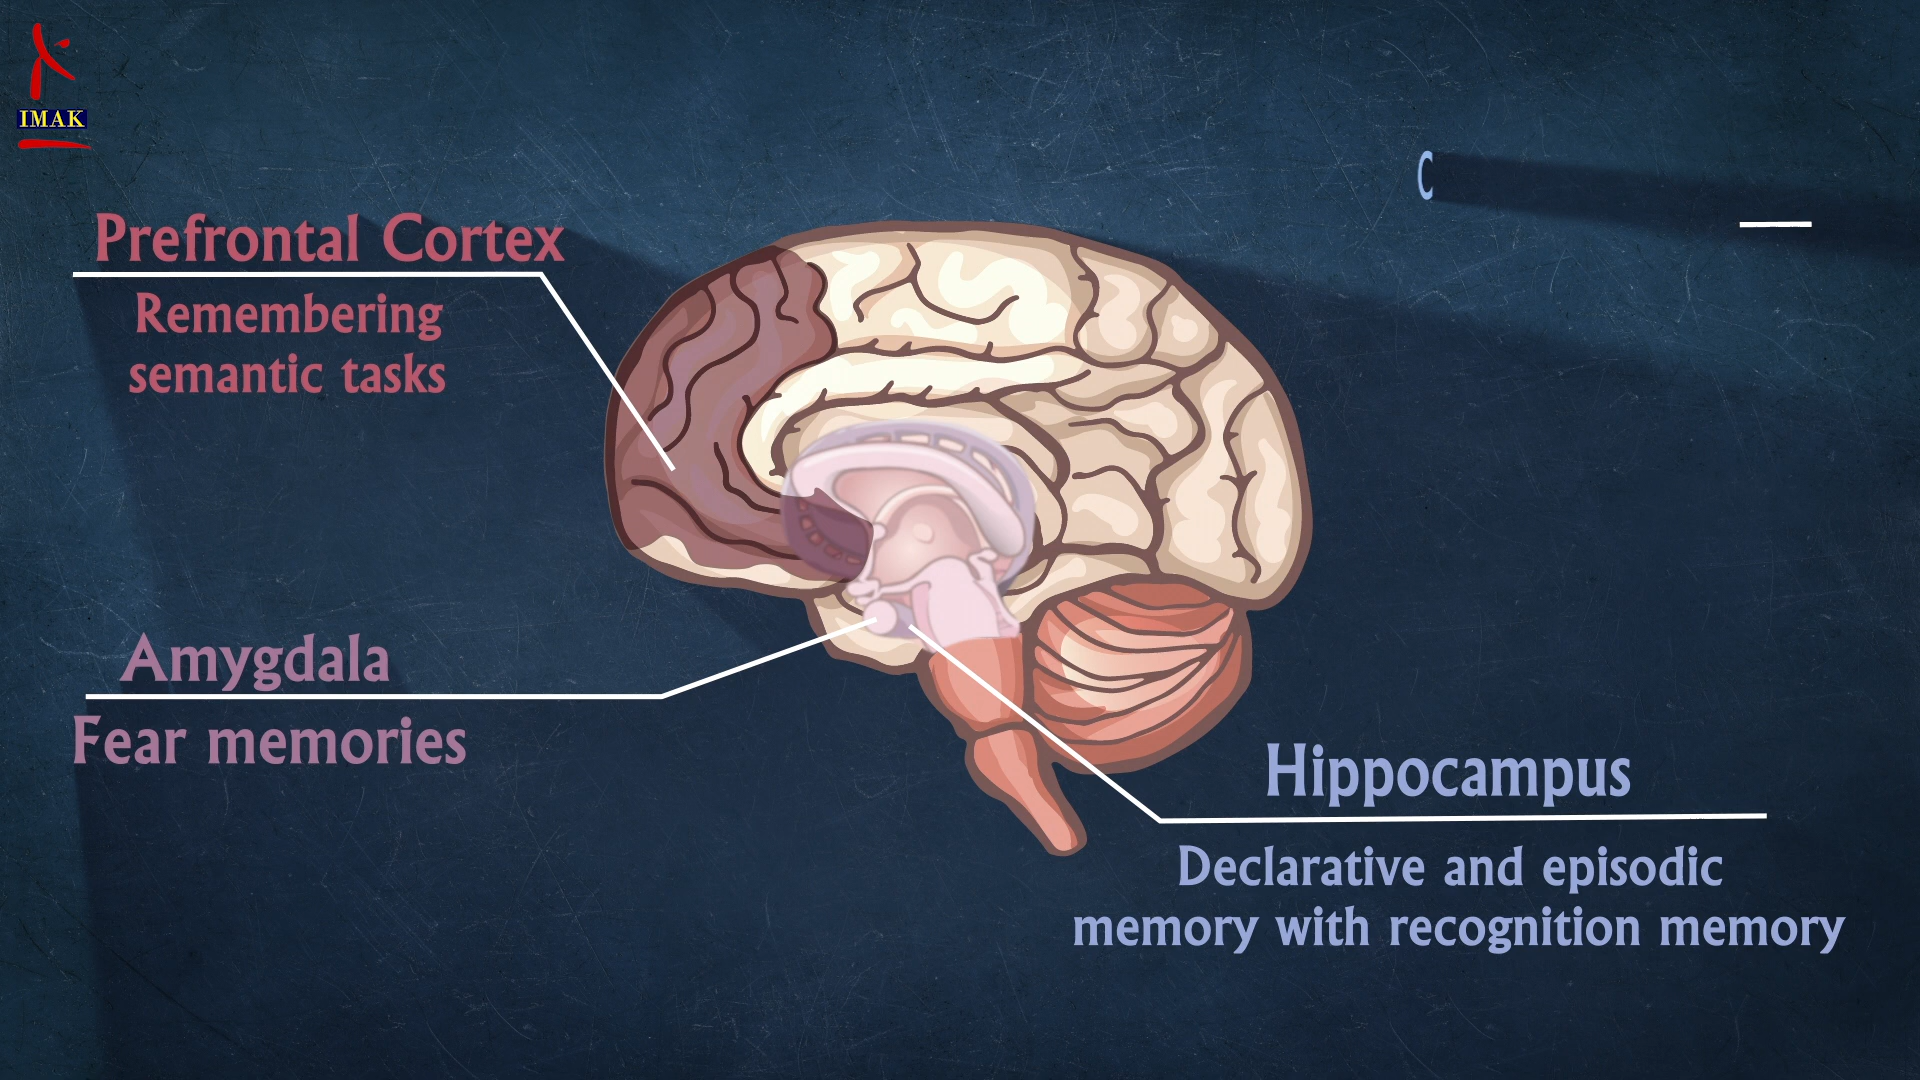 IMAK
C
Prefrontal Cortex
Remembering
semantic tasks
Amygdala
Fear memories
Hippocampus
Declarative and episodic
memory with recognition memory